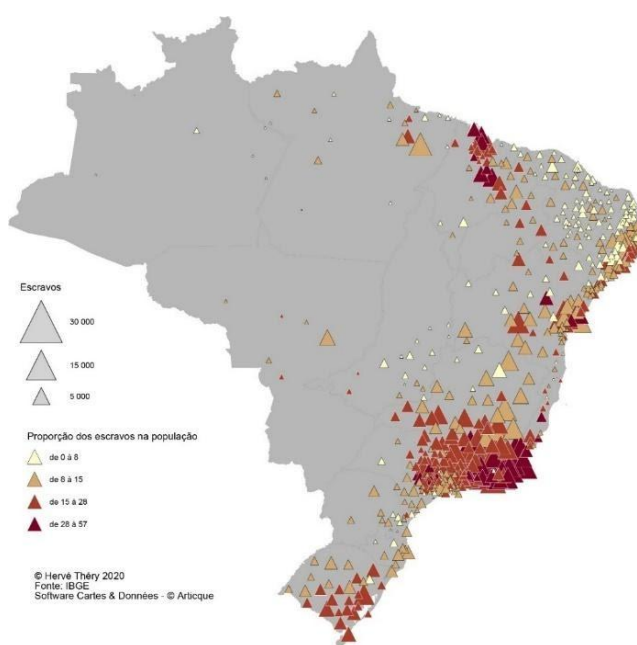 Escravos
30 000
15 000
5 000
Proporção dos escravos na população
de 0 à 8
de 8 à 15
de 15 à 28
de 28 à 57
© Hervé Théry 2020
Fonte: IBGE
Software Cartes & Données - © Articque